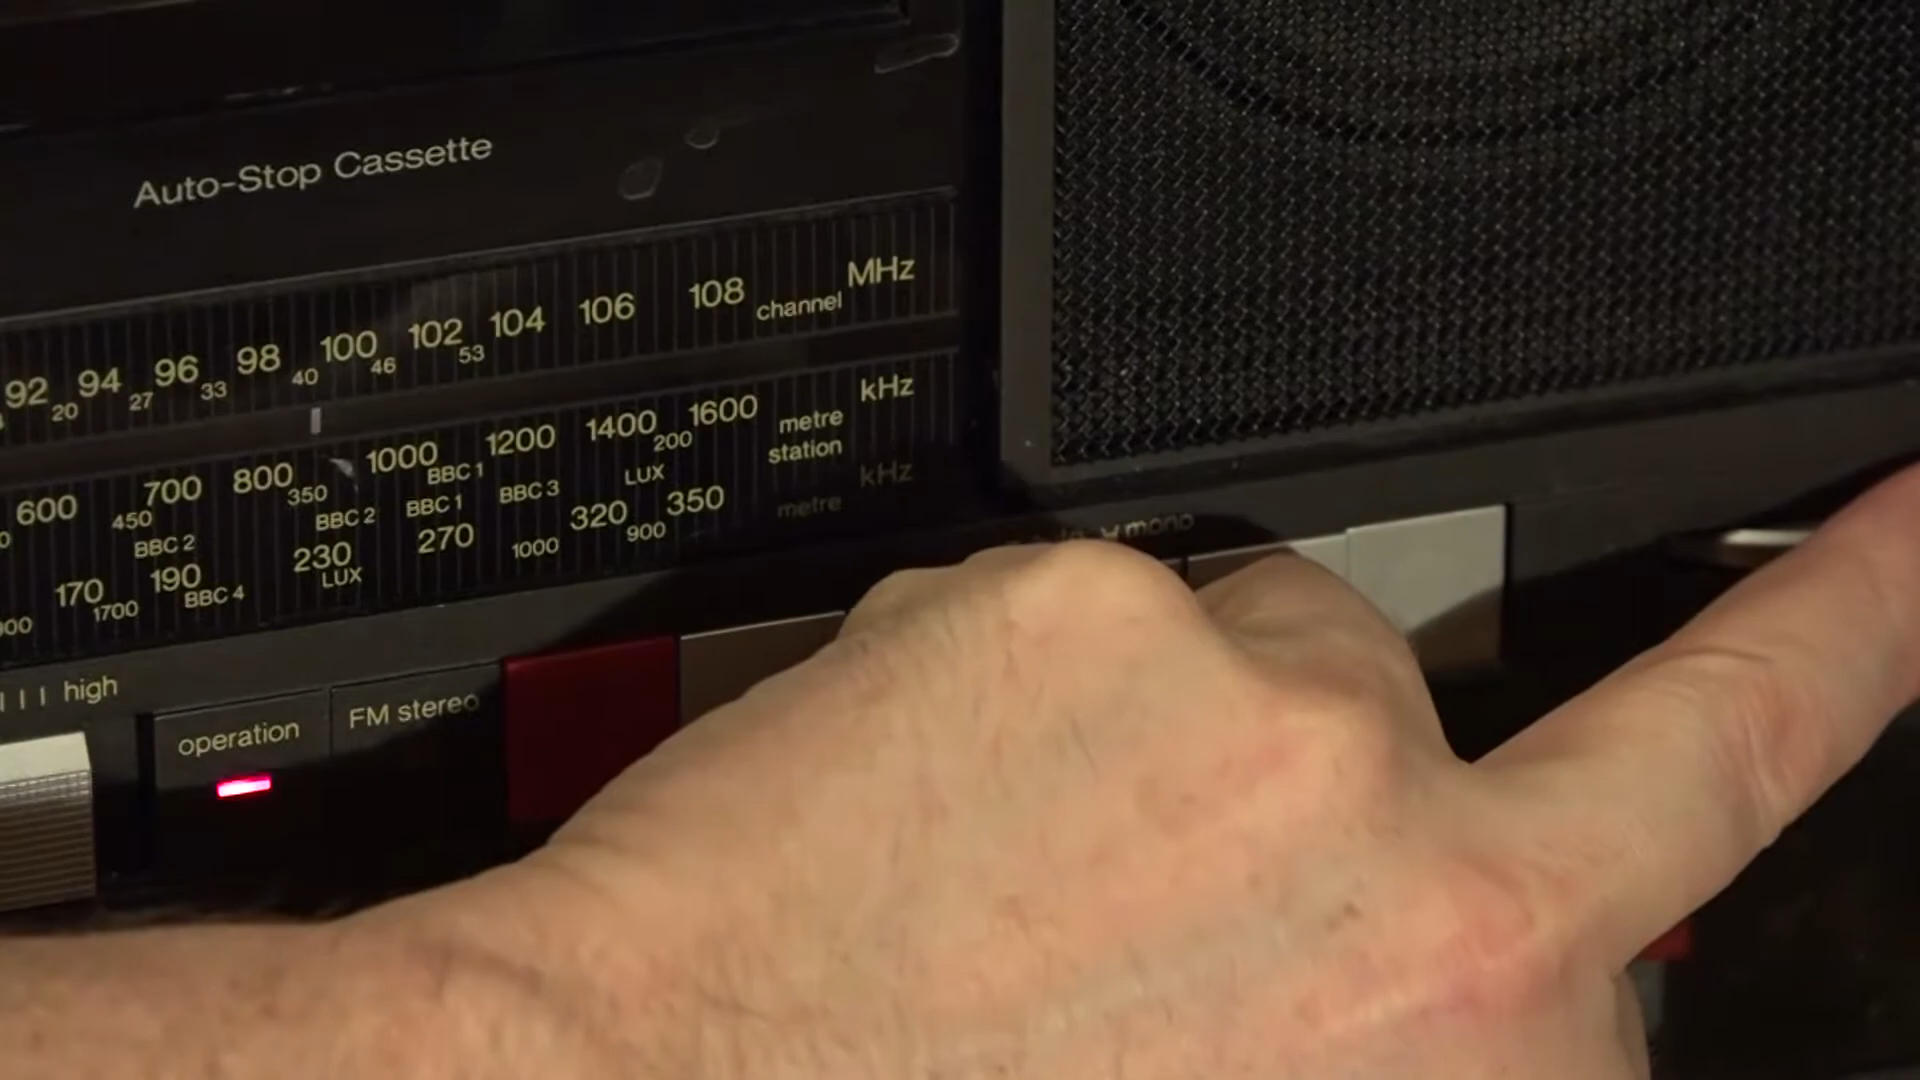 Auto-Stop Cassette
92 94 96 98 100 102 104 106 108 MHz
20 27 33 40 46 53 channel
600 700 800 1000 1200 1400 1600 kHz
450 350 200 metre
BBC 2 BBC 2 BBC 1 BBC 1 BBC 3 LUX station
170 190 230 270 320 350 kHz
1700 1000 900 metre
BBC 4 LUX
high
operation
FM stereo
mono